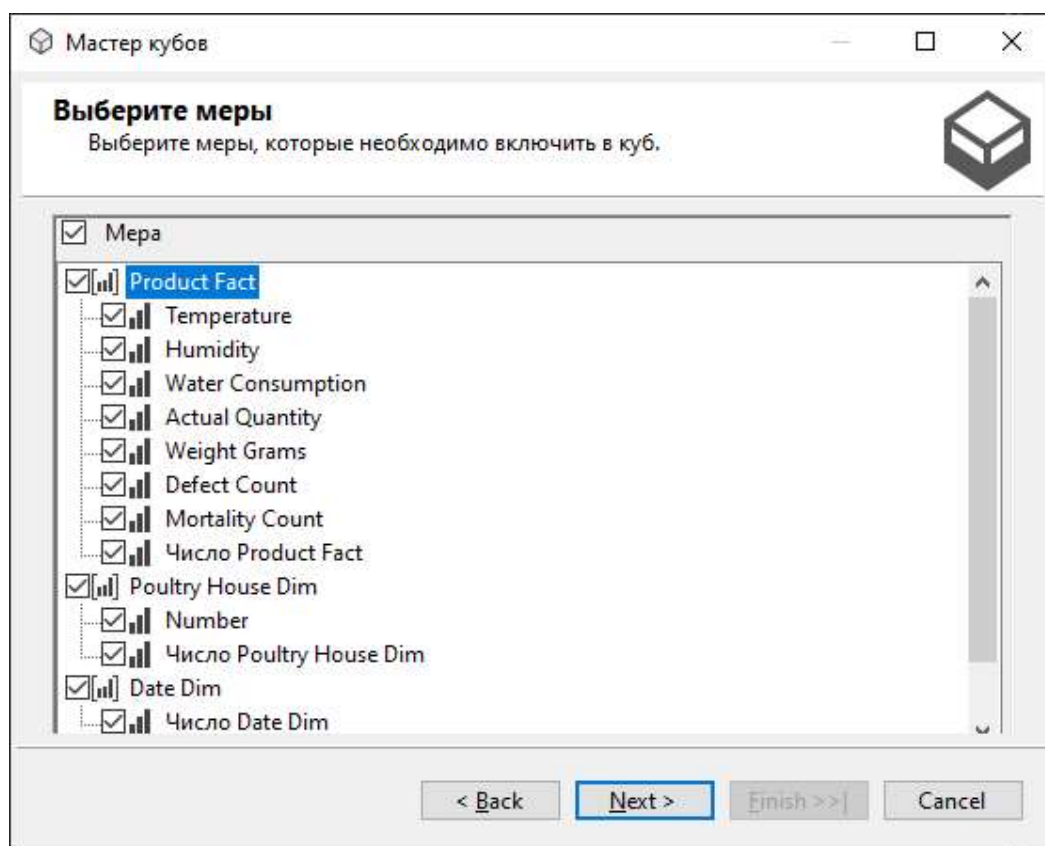 Мастер кубов
Выберите меры
Выберите меры, которые необходимо включить в куб.
Мера
Product Fact
Temperature
Humidity
Water Consumption
Actual Quantity
Weight Grams
Defect Count
Mortality Count
Число Product Fact
Poultry House Dim
Number
Число Poultry House Dim
Date Dim
Число Date Dim
< Back Next > Finish >>| Cancel